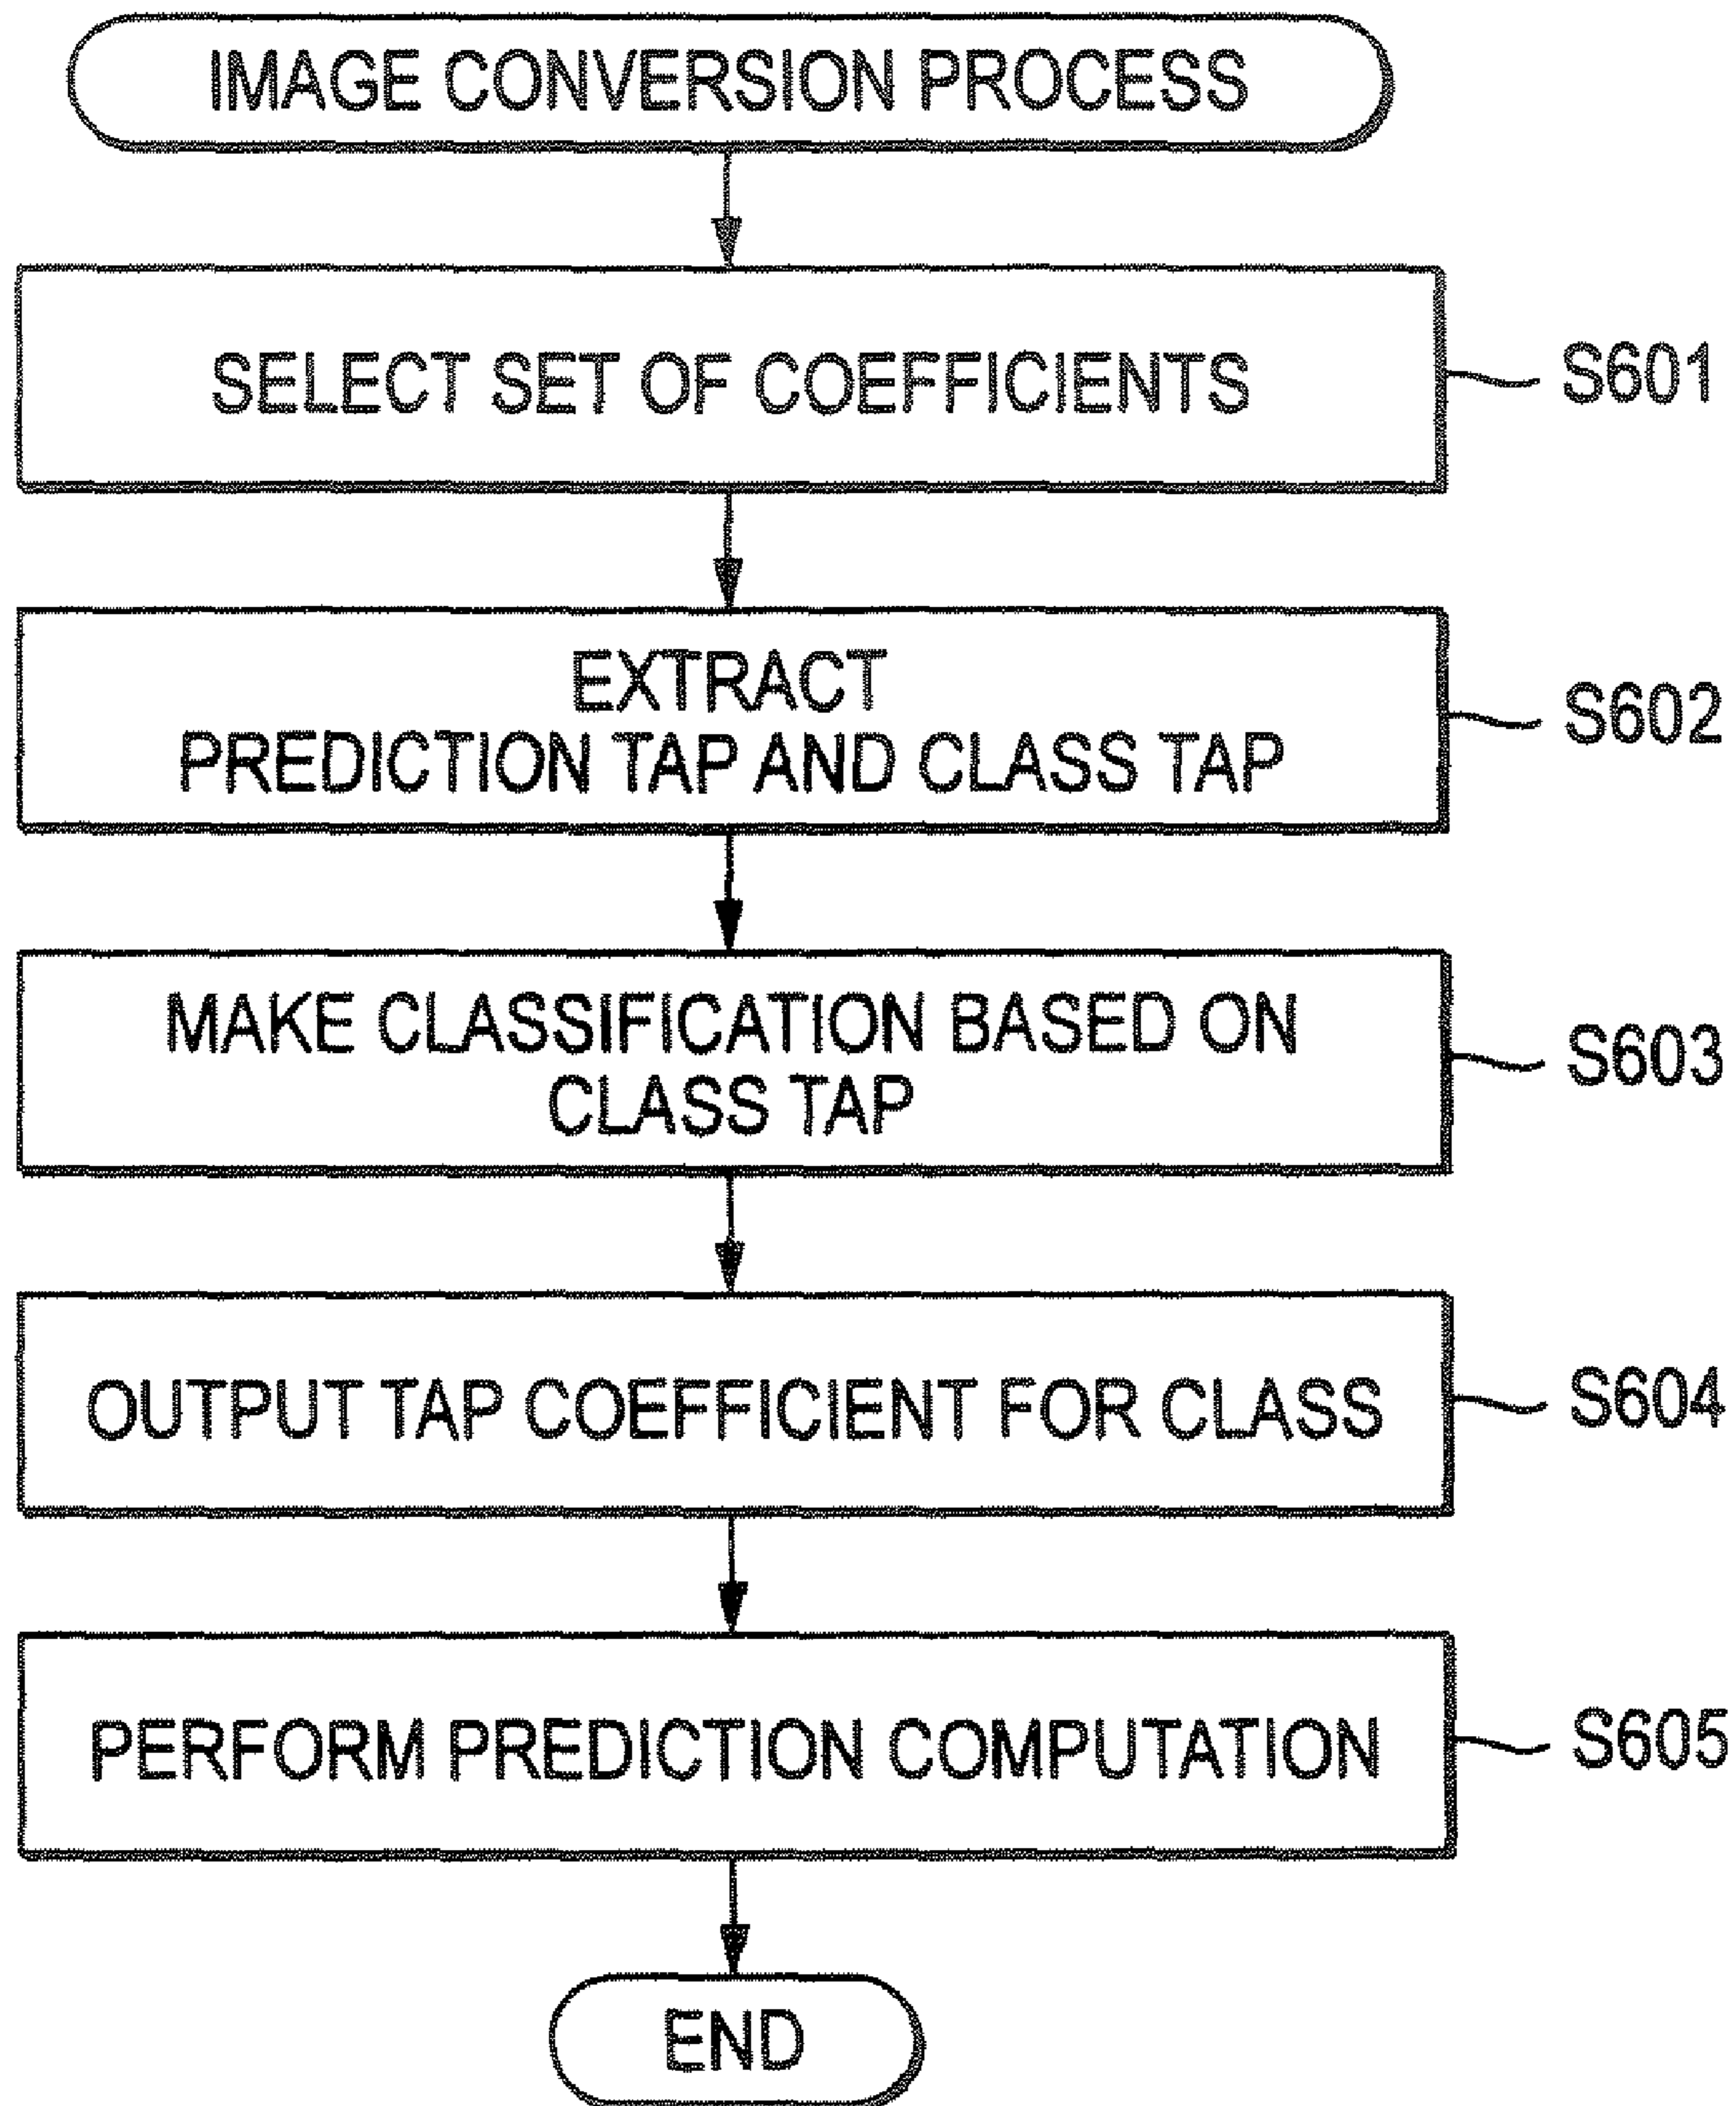 IMAGE CONVERSION PROCESS
SELECT SET OF COEFFICIENTS
S601
EXTRACT
PREDICTION TAP AND CLASS TAP
S602
MAKE CLASSIFICATION BASED ON
CLASS TAP
S603
OUTPUT TAP COEFFICIENT FOR CLASS
S604
PERFORM PREDICTION COMPUTATION
S605
END